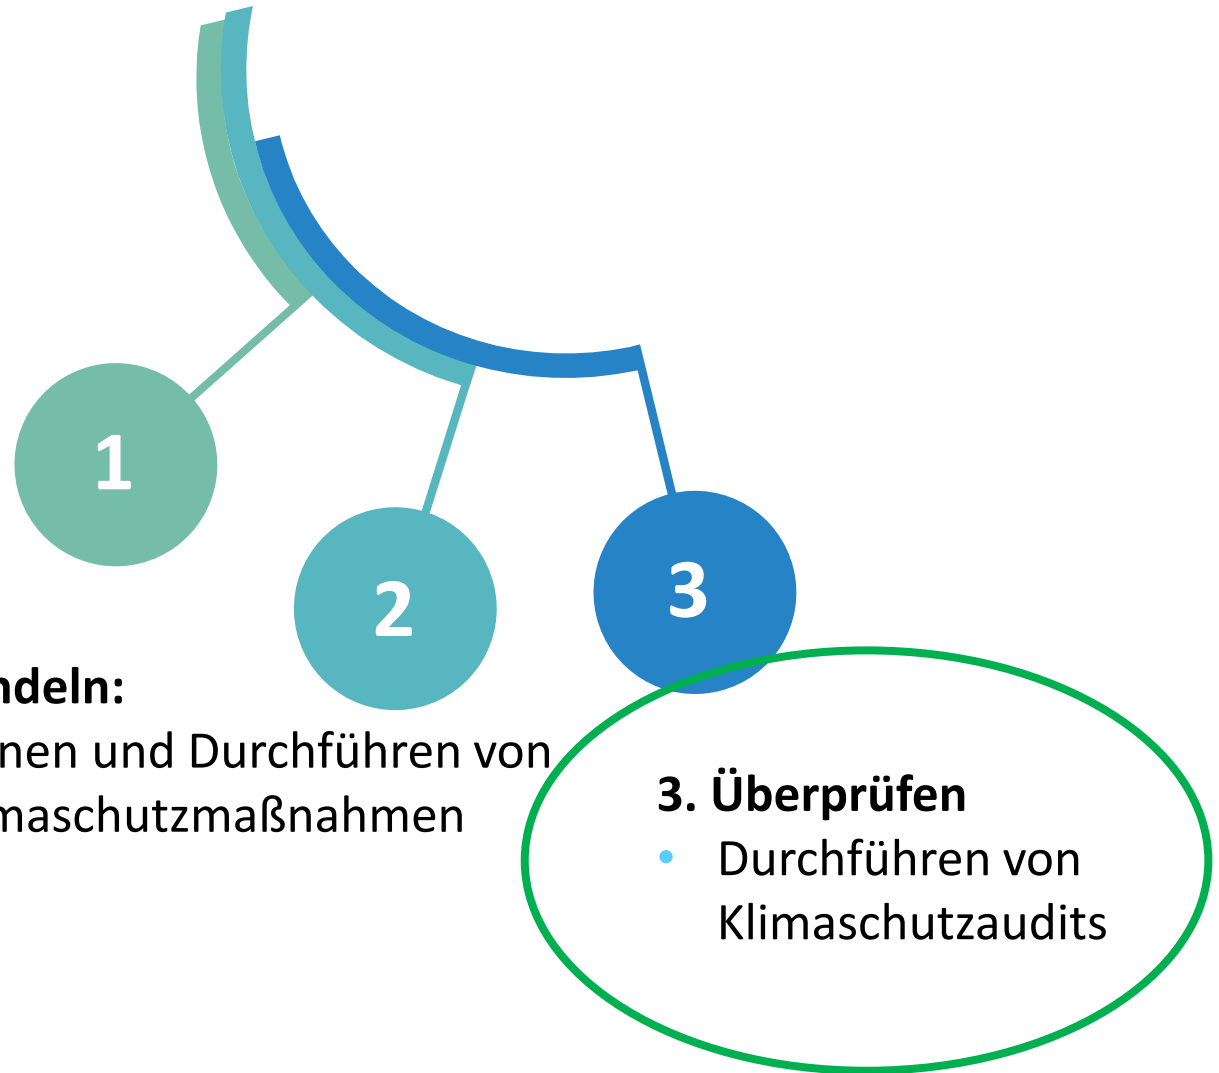 1
2
3
ndeln:
nen und Durchführen von
maschutzmaßnahmen
3. Überprüfen
• Durchführen von
Klimaschutzaudits